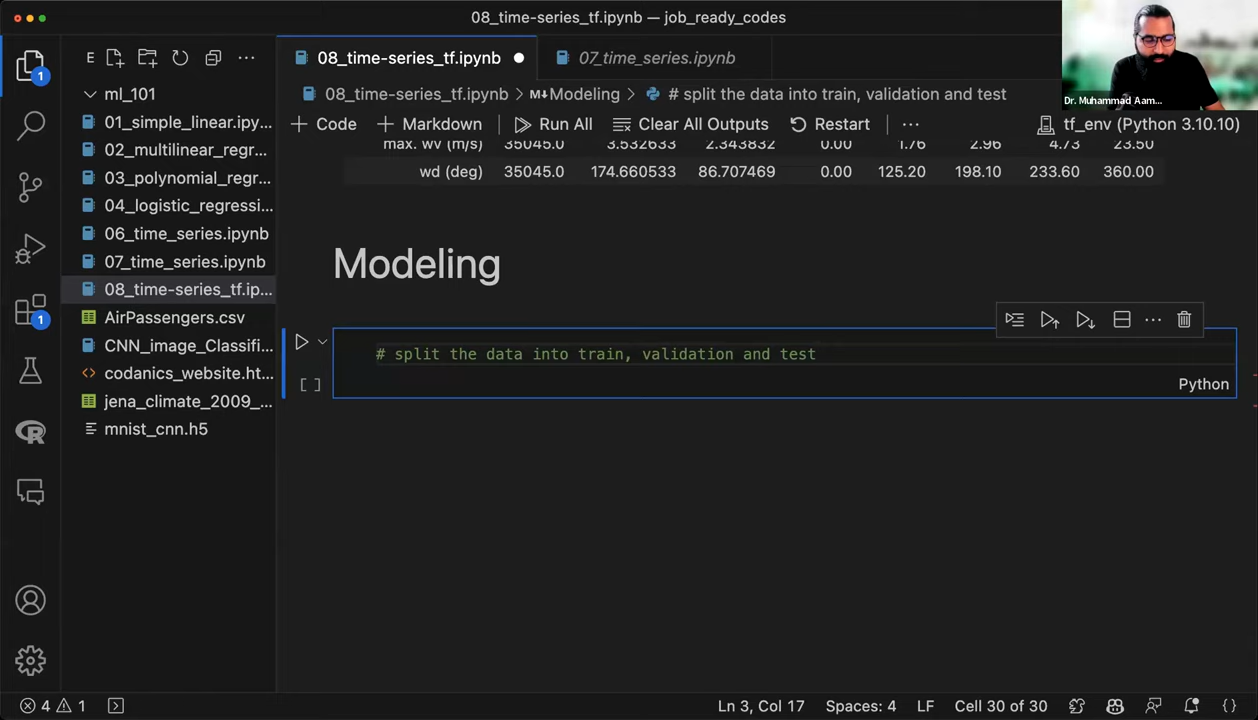 08_time-series_tf.ipynb — job_ready_codes
E
08_time-series_tf.ipynb
07_time_series.ipynb
08_time-series_tf.ipynb > M↓Modeling > # split the data into train, validation and test
+ Code + Markdown Run All Clear All Outputs Restart ...
tf_env (Python 3.10.10)
ml_101
01_simple_linear.ipy...
02_multilinear_regr...
03_polynomial_regr...
04_logistic_regressi...
06_time_series.ipynb
07_time_series.ipynb
08_time-series_tf.ip...
AirPassengers.csv
CNN_image_Classifi...
codanics_website.ht...
jena_climate_2009_...
mnist_cnn.h5
1
1
R
max. wv (m/s) 35045.0 3.532633 2.343832 0.00 1.76 2.96 4.73 23.50
wd (deg) 35045.0 174.660533 86.707469 0.00 125.20 198.10 233.60 360.00
Modeling
# split the data into train, validation and test
[ ]
Python
Dr. Muhammad Aam...
4 1
Ln 3, Col 17 Spaces: 4 LF Cell 30 of 30